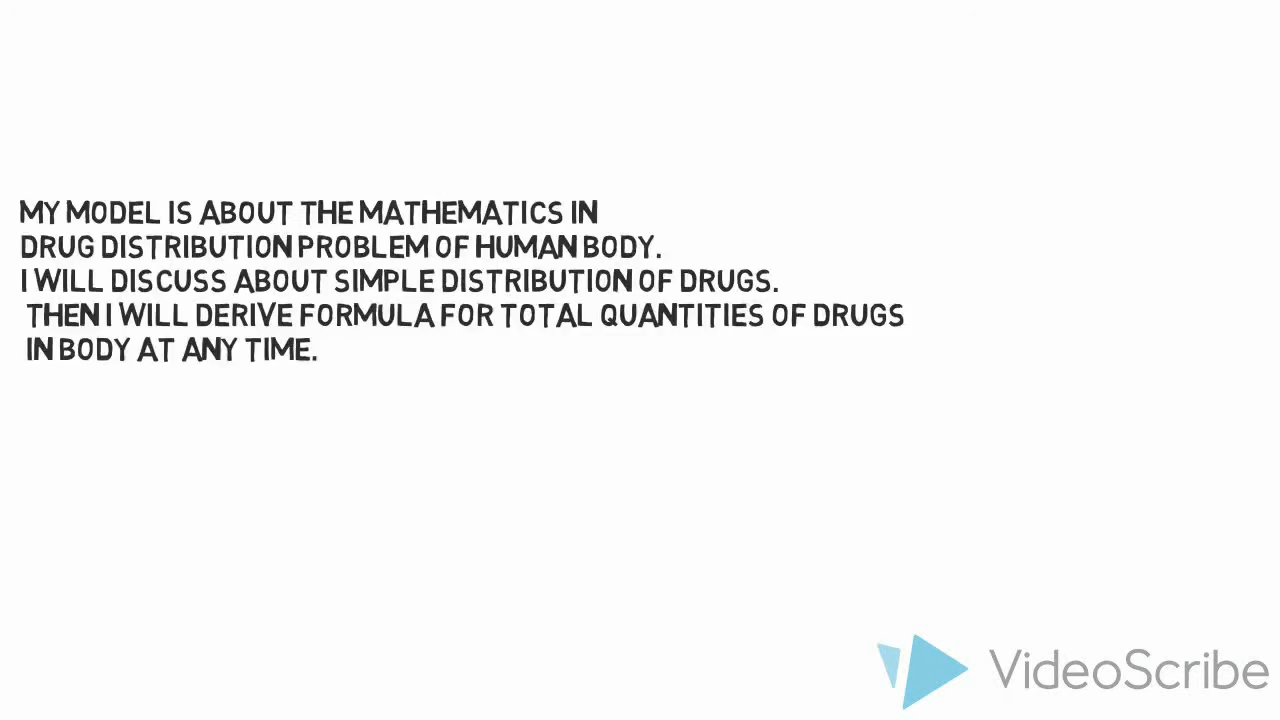 MY MODEL IS ABOUT THE MATHEMATICS IN
DRUG DISTRIBUTION PROBLEM OF HUMAN BODY.
I WILL DISCUSS ABOUT SIMPLE DISTRIBUTION OF DRUGS.
THEN I WILL DERIVE FORMULA FOR TOTAL QUANTITIES OF DRUGS
IN BODY AT ANY TIME.
VideoScribe